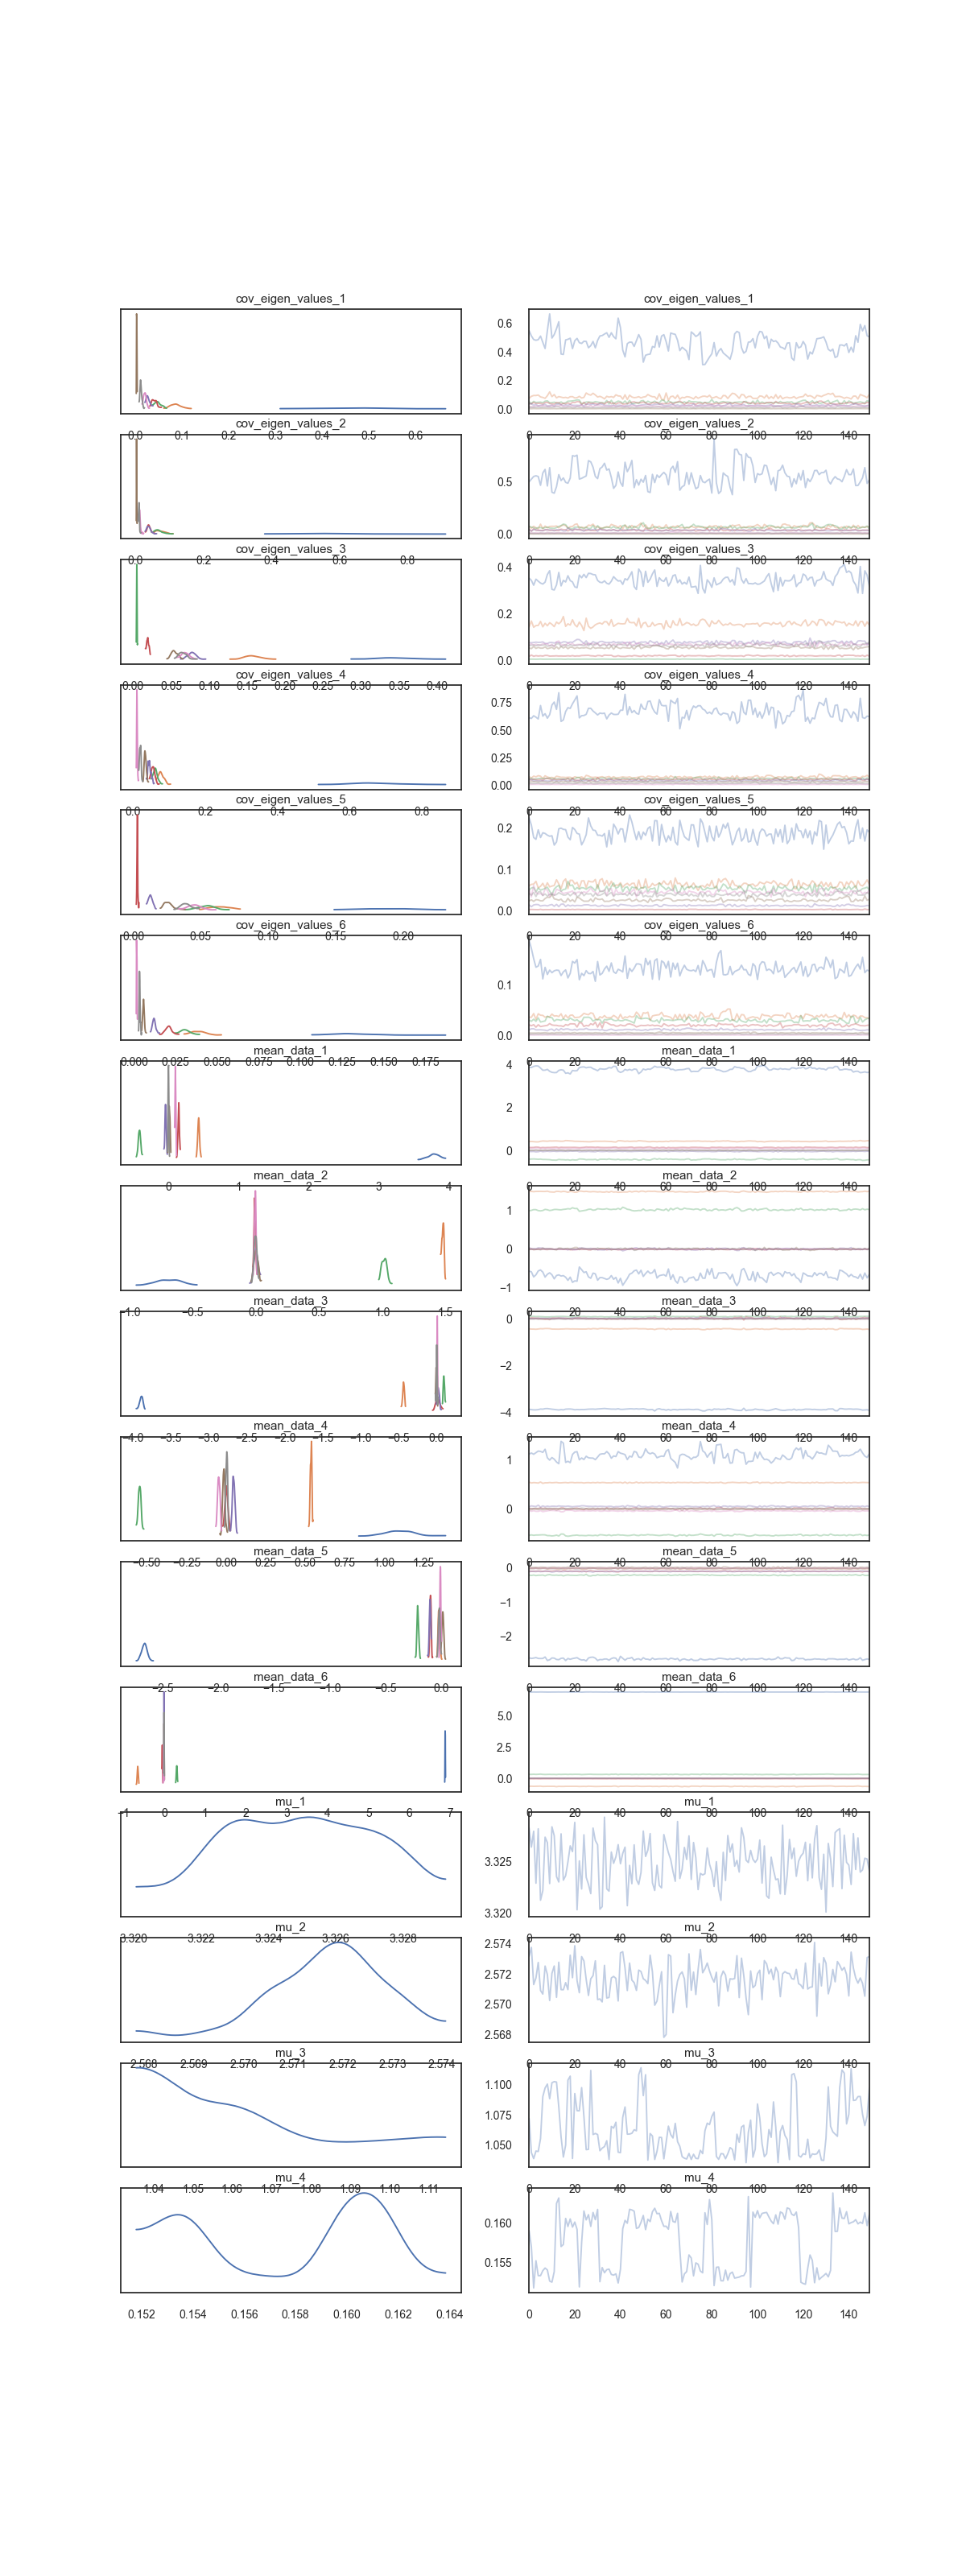 cov_eigen_values_1 cov_eigen_values_1
0.6
0.4
0.2
0.0
cov_eigen_values_2 cov_eigen_values_2
0.0 0.1 0.2 0.3 0.4 0.5 0.6 0 20 40 60 80 100 120 140
0.5
0.0
cov_eigen_values_3 cov_eigen_values_3
0.0 0.2 0.4 0.6 0.8 0 20 40 60 80 100 120 140
0.4
0.2
0.0
cov_eigen_values_4 cov_eigen_values_4
0.00 0.05 0.10 0.15 0.20 0.25 0.30 0.35 0.40 0 20 40 60 80 100 120 140
0.75
0.50
0.25
0.00
cov_eigen_values_5 cov_eigen_values_5
0.0 0.2 0.4 0.6 0.8 0 20 40 60 80 100 120 140
0.2
0.1
0.0
cov_eigen_values_6 cov_eigen_values_6
0.00 0.05 0.10 0.15 0.20 0 20 40 60 80 100 120 140
0.1
0.0
mean_data_1 mean_data_1
0.000 0.025 0.050 0.075 0.100 0.125 0.150 0.175 0 20 40 60 80 100 120 140
4
2
0
mean_data_2 mean_data_2
0 1 2 3 4 0 20 40 60 80 100 120 140
1
0
−1
mean_data_3 mean_data_3
−1.0 −0.5 0.0 0.5 1.0 1.5 0 20 40 60 80 100 120 140
0
−2
−4
mean_data_4 mean_data_4
−4.0 −3.5 −3.0 −2.5 −2.0 −1.5 −1.0 −0.5 0.0 0 20 40 60 80 100 120 140
1
0
mean_data_5 mean_data_5
−0.50 −0.25 0.00 0.25 0.50 0.75 1.00 1.25 0 20 40 60 80 100 120 140
0
−1
−2
mean_data_6 mean_data_6
−2.5 −2.0 −1.5 −1.0 −0.5 0.0 0 20 40 60 80 100 120 140
5.0
2.5
0.0
mu_1 mu_1
−1 0 1 2 3 4 5 6 7 0 20 40 60 80 100 120 140
3.325
3.320
mu_2 mu_2
3.320 3.322 3.324 3.326 3.328 0 20 40 60 80 100 120 140
2.574
2.572
2.570
2.568
mu_3 mu_3
2.568 2.569 2.570 2.571 2.572 2.573 2.574 0 20 40 60 80 100 120 140
1.100
1.075
1.050
mu_4 mu_4
1.04 1.05 1.06 1.07 1.08 1.09 1.10 1.11 0 20 40 60 80 100 120 140
0.160
0.155
0.152 0.154 0.156 0.158 0.160 0.162 0.164 0 20 40 60 80 100 120 140